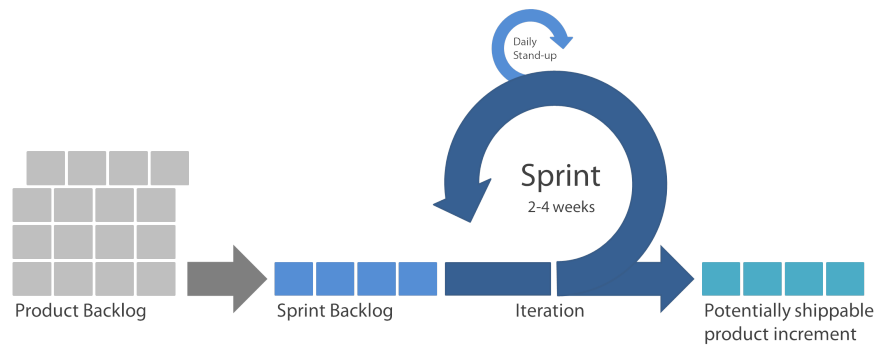 Daily
Stand-up
Sprint
2-4 weeks
Product Backlog
Sprint Backlog
Iteration
Potentially shippable
product increment